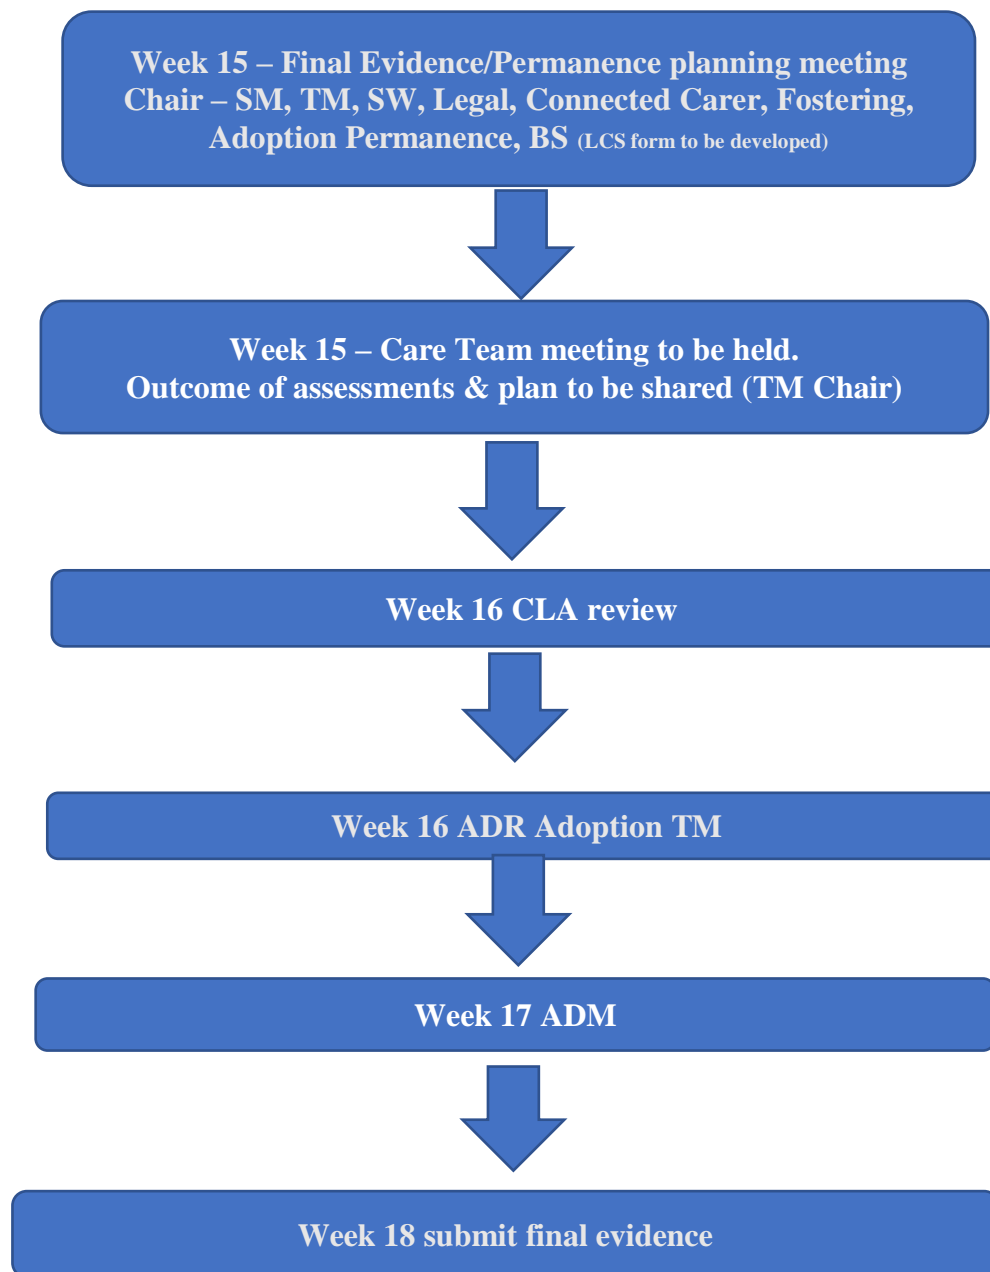 Week 15 – Final Evidence/Permanence planning meeting
Chair – SM, TM, SW, Legal, Connected Carer, Fostering,
Adoption Permanence, BS (LCS form to be developed)
Week 15 – Care Team meeting to be held.
Outcome of assessments & plan to be shared (TM Chair)
Week 16 CLA review
Week 16 ADR Adoption TM
Week 17 ADM
Week 18 submit final evidence